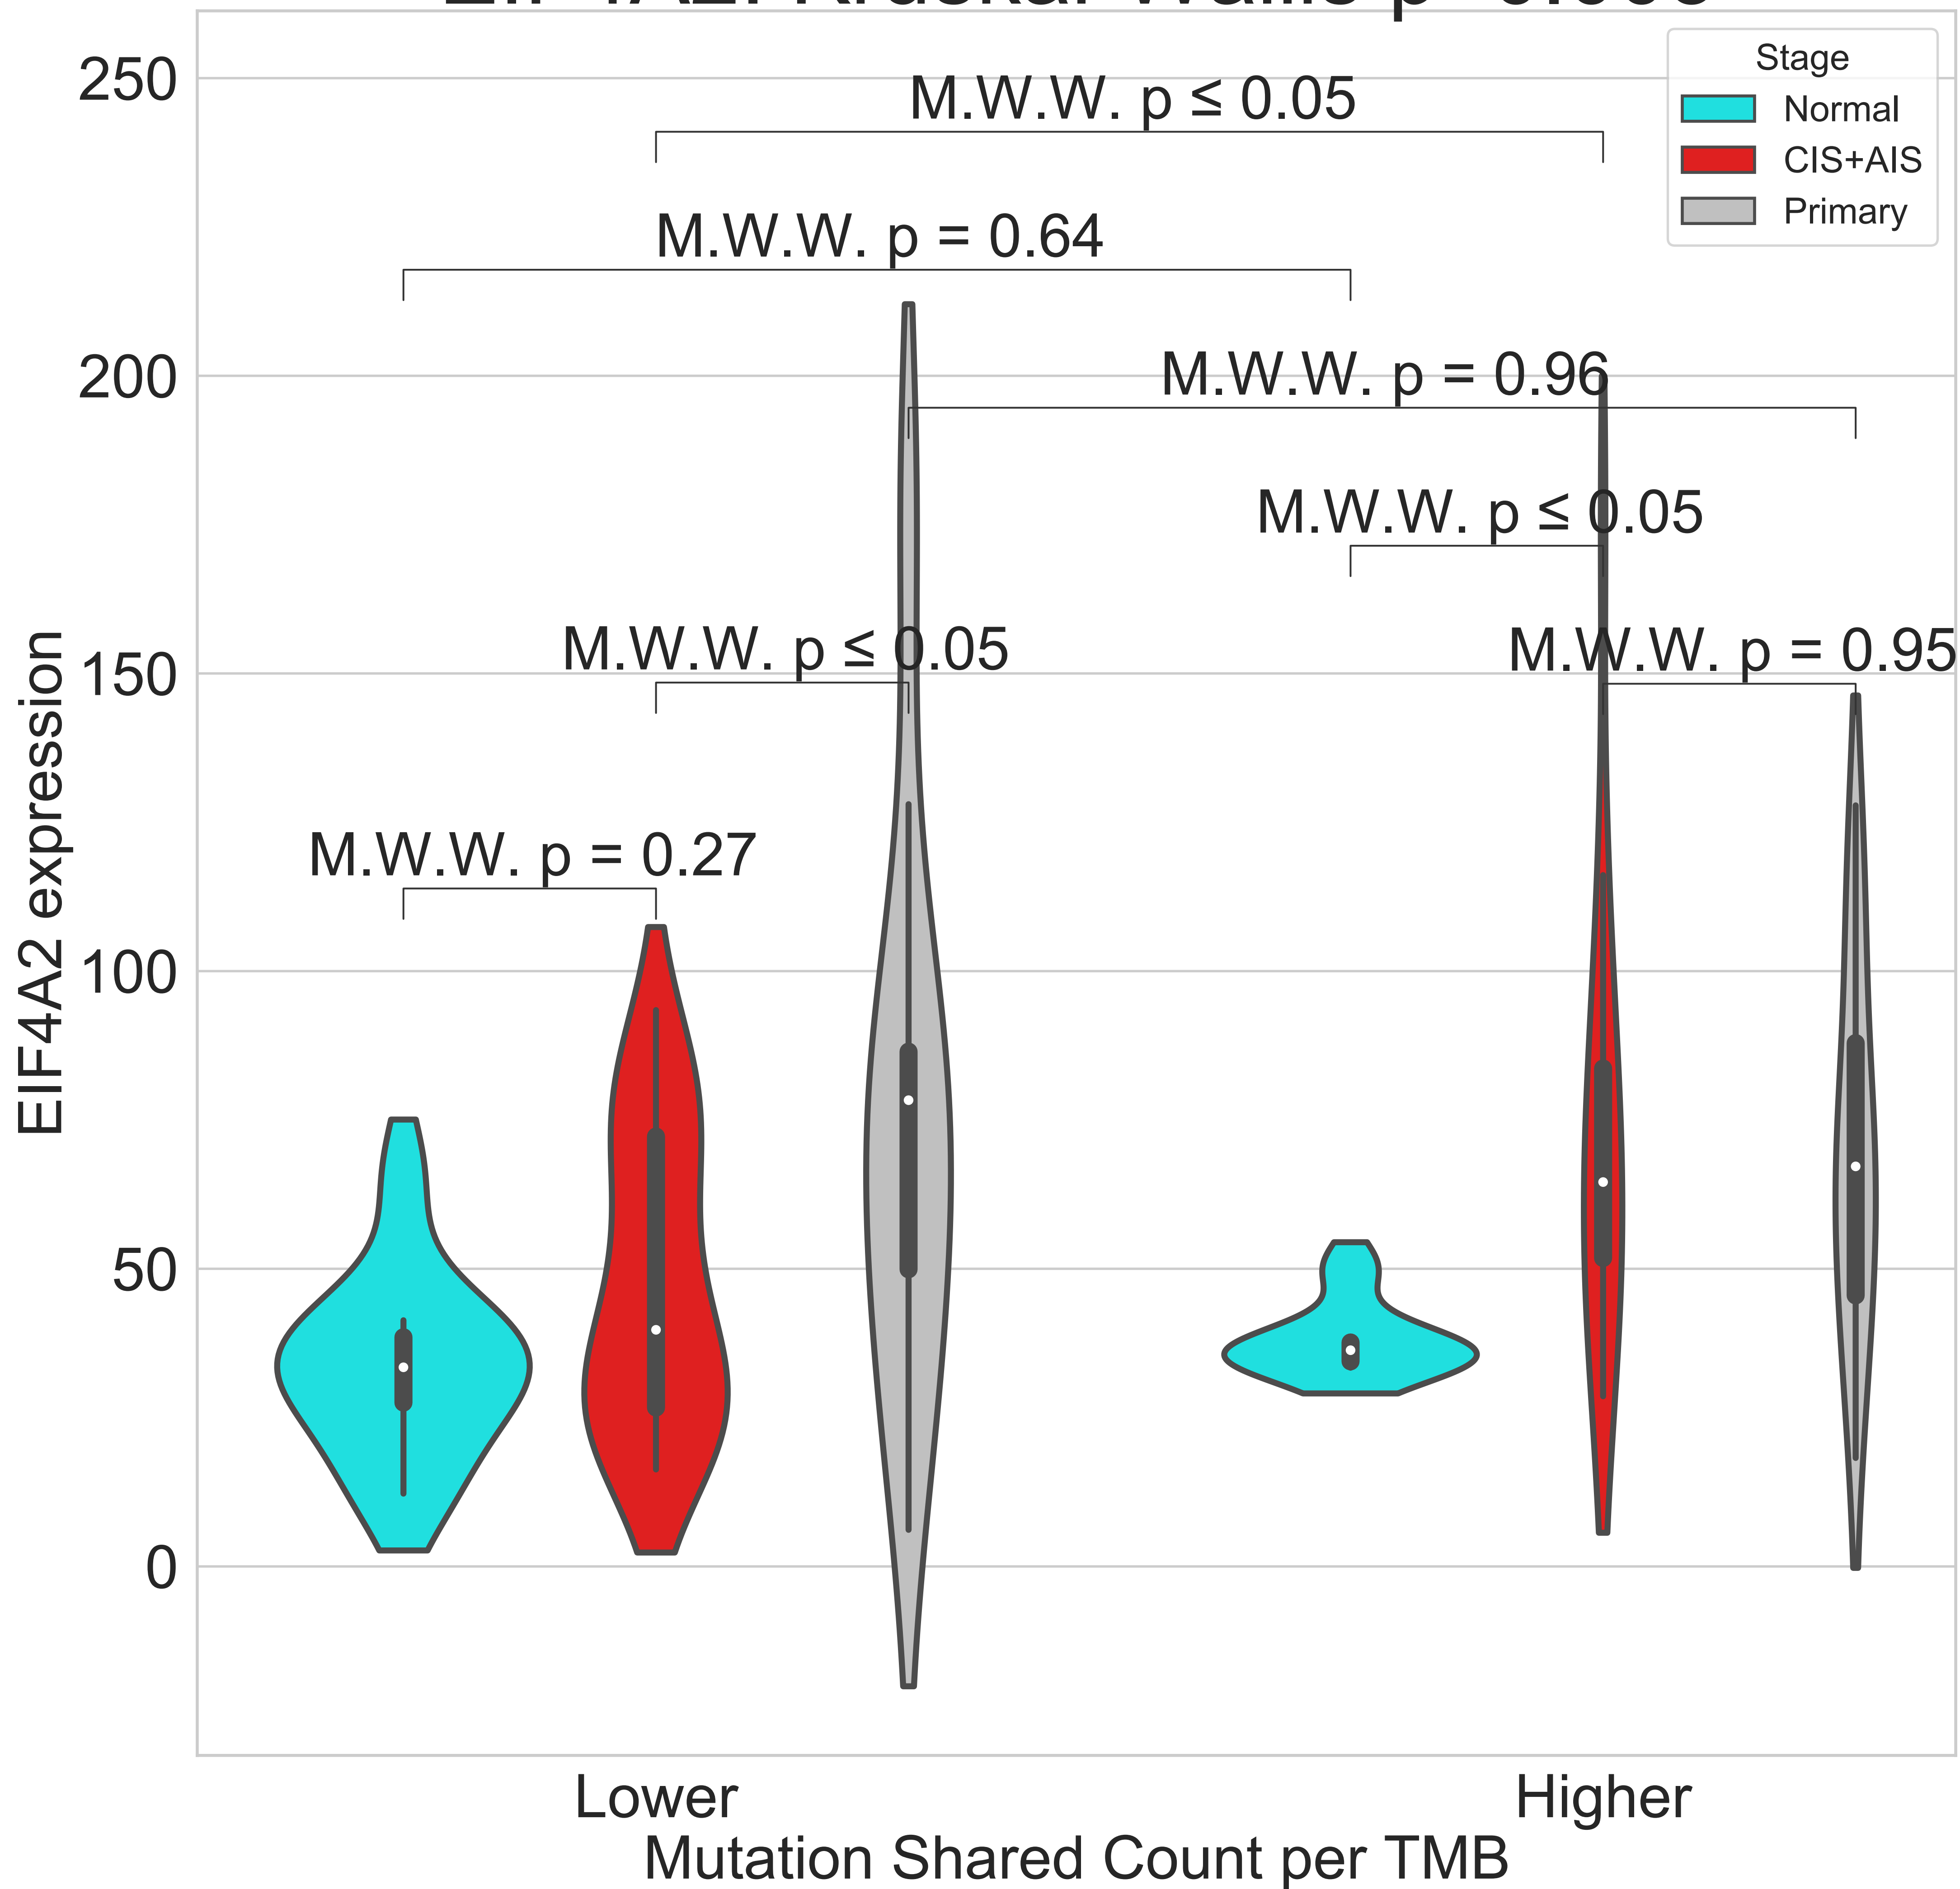 250
M.W.W. p ≤ 0.05
Stage
Normal
CIS+AIS
Primary
M.W.W. p = 0.64
200
M.W.W. p = 0.96
M.W.W. p ≤ 0.05
150
M.W.W. p ≤ 0.05
M.W.W. p = 0.95
EIF4A2 expression
M.W.W. p = 0.27
100
50
0
Lower
Higher
Mutation Shared Count per TMB